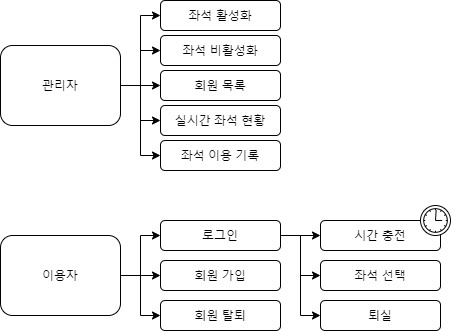 좌석 활성화
좌석 비활성화
관리자
회원 목록
실시간 좌석 현황
좌석 이용 기록
로그인
시간 충전
이용자
회원 가입
좌석 선택
회원 탈퇴
퇴실